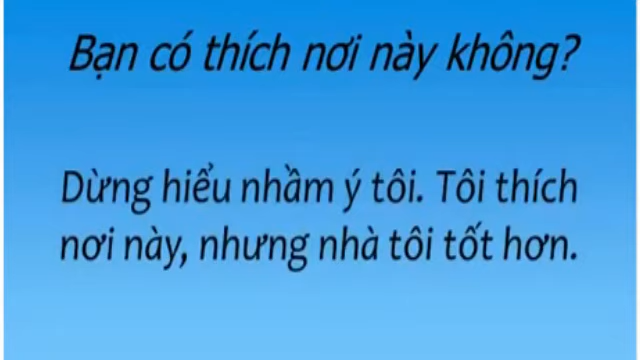 Bạn có thích nơi này không?
Dừng hiểu nhầm ý tôi. Tôi thích
nơi này, nhưng nhà tôi tốt hơn.